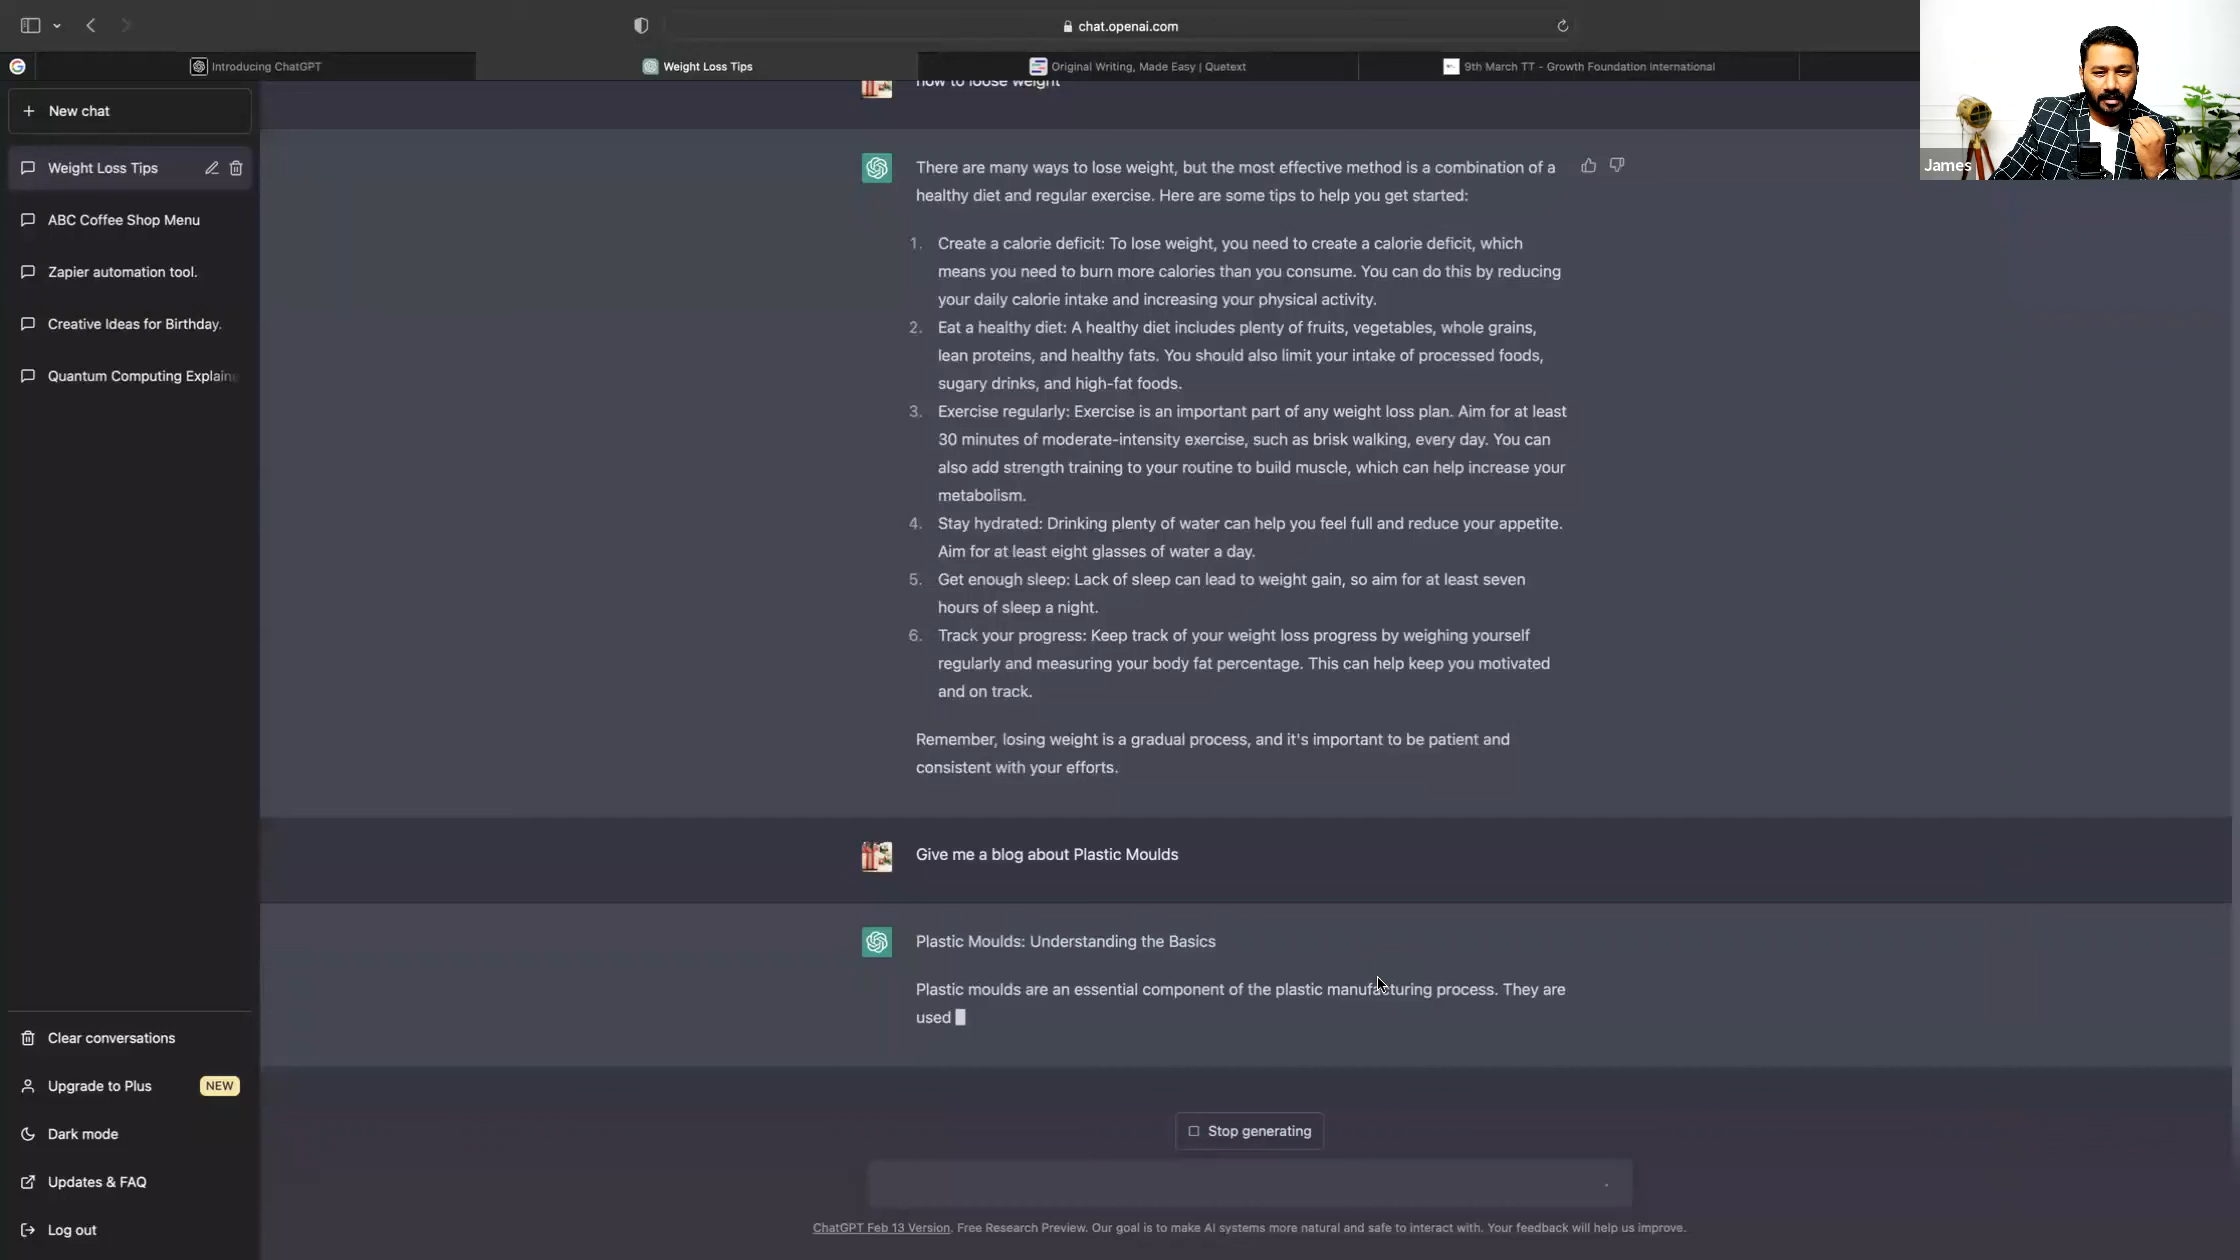 chat.openai.com
Introducing ChatGPT
Weight Loss Tips
Original Writing, Made Easy | Quetext
9th March TT - Growth Foundation International
James
New chat
Weight Loss Tips
ABC Coffee Shop Menu
Zapier automation tool.
Creative Ideas for Birthday.
Quantum Computing Explain
Clear conversations
Upgrade to Plus
NEW
Dark mode
Updates & FAQ
Log out
how to loose weight
There are many ways to lose weight, but the most effective method is a combination of a
healthy diet and regular exercise. Here are some tips to help you get started:
1. Create a calorie deficit: To lose weight, you need to create a calorie deficit, which
means you need to burn more calories than you consume. You can do this by reducing
your daily calorie intake and increasing your physical activity.
2. Eat a healthy diet: A healthy diet includes plenty of fruits, vegetables, whole grains,
lean proteins, and healthy fats. You should also limit your intake of processed foods,
sugary drinks, and high-fat foods.
3. Exercise regularly: Exercise is an important part of any weight loss plan. Aim for at least
30 minutes of moderate-intensity exercise, such as brisk walking, every day. You can
also add strength training to your routine to build muscle, which can help increase your
metabolism.
4. Stay hydrated: Drinking plenty of water can help you feel full and reduce your appetite.
Aim for at least eight glasses of water a day.
5. Get enough sleep: Lack of sleep can lead to weight gain, so aim for at least seven
hours of sleep a night.
6. Track your progress: Keep track of your weight loss progress by weighing yourself
regularly and measuring your body fat percentage. This can help keep you motivated
and on track.
Remember, losing weight is a gradual process, and it's important to be patient and
consistent with your efforts.
Give me a blog about Plastic Moulds
Plastic Moulds: Understanding the Basics
Plastic moulds are an essential component of the plastic manufacturing process. They are
used
Stop generating
ChatGPT Feb 13 Version. Free Research Preview. Our goal is to make AI systems more natural and safe to interact with. Your feedback will help us improve.